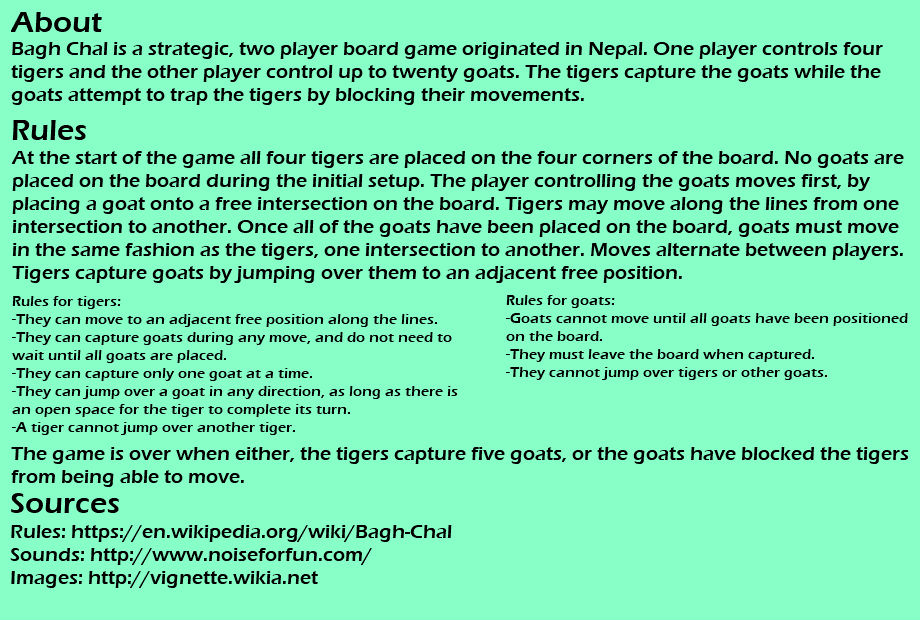 About
Bagh Chal is a strategic, two player board game originated in Nepal. One player controls four
tigers and the other player control up to twenty goats. The tigers capture the goats while the
goats attempt to trap the tigers by blocking their movements.
Rules
At the start of the game all four tigers are placed on the four corners of the board. No goats are
placed on the board during the initial setup. The player controlling the goats moves first, by
placing a goat onto a free intersection on the board. Tigers may move along the lines from one
intersection to another. Once all of the goats have been placed on the board, goats must move
in the same fashion as the tigers, one intersection to another. Moves alternate between players.
Tigers capture goats by jumping over them to an adjacent free position.
Rules for tigers:
-They can move to an adjacent free position along the lines.
-They can capture goats during any move, and do not need to
wait until all goats are placed.
-They can capture only one goat at a time.
-They can jump over a goat in any direction, as long as there is
an open space for the tiger to complete its turn.
-A tiger cannot jump over another tiger.
Rules for goats:
-Goats cannot move until all goats have been positioned
on the board.
-They must leave the board when captured.
-They cannot jump over tigers or other goats.
The game is over when either, the tigers capture five goats, or the goats have blocked the tigers
from being able to move.
Sources
Rules: https://en.wikipedia.org/wiki/Bagh-Chal
Sounds: http://www.noiseforfun.com/
Images: http://vignette.wikia.net